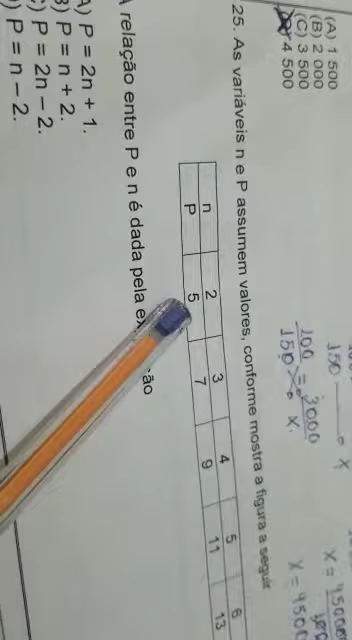 (A) 1 500
(B) 2 000
(C) 3 500
4 500
150 x
100 = 3000
150 x
x = 4500
25. As variáveis n e P assumem valores, conforme mostra a figura a seguir
n 2 3 4 5 6
P 5 7 9 11 13
A relação entre P e n é dada pela
A) P = 2n + 1.
B) P = n + 2.
C) P = 2n – 2.
P = n – 2.